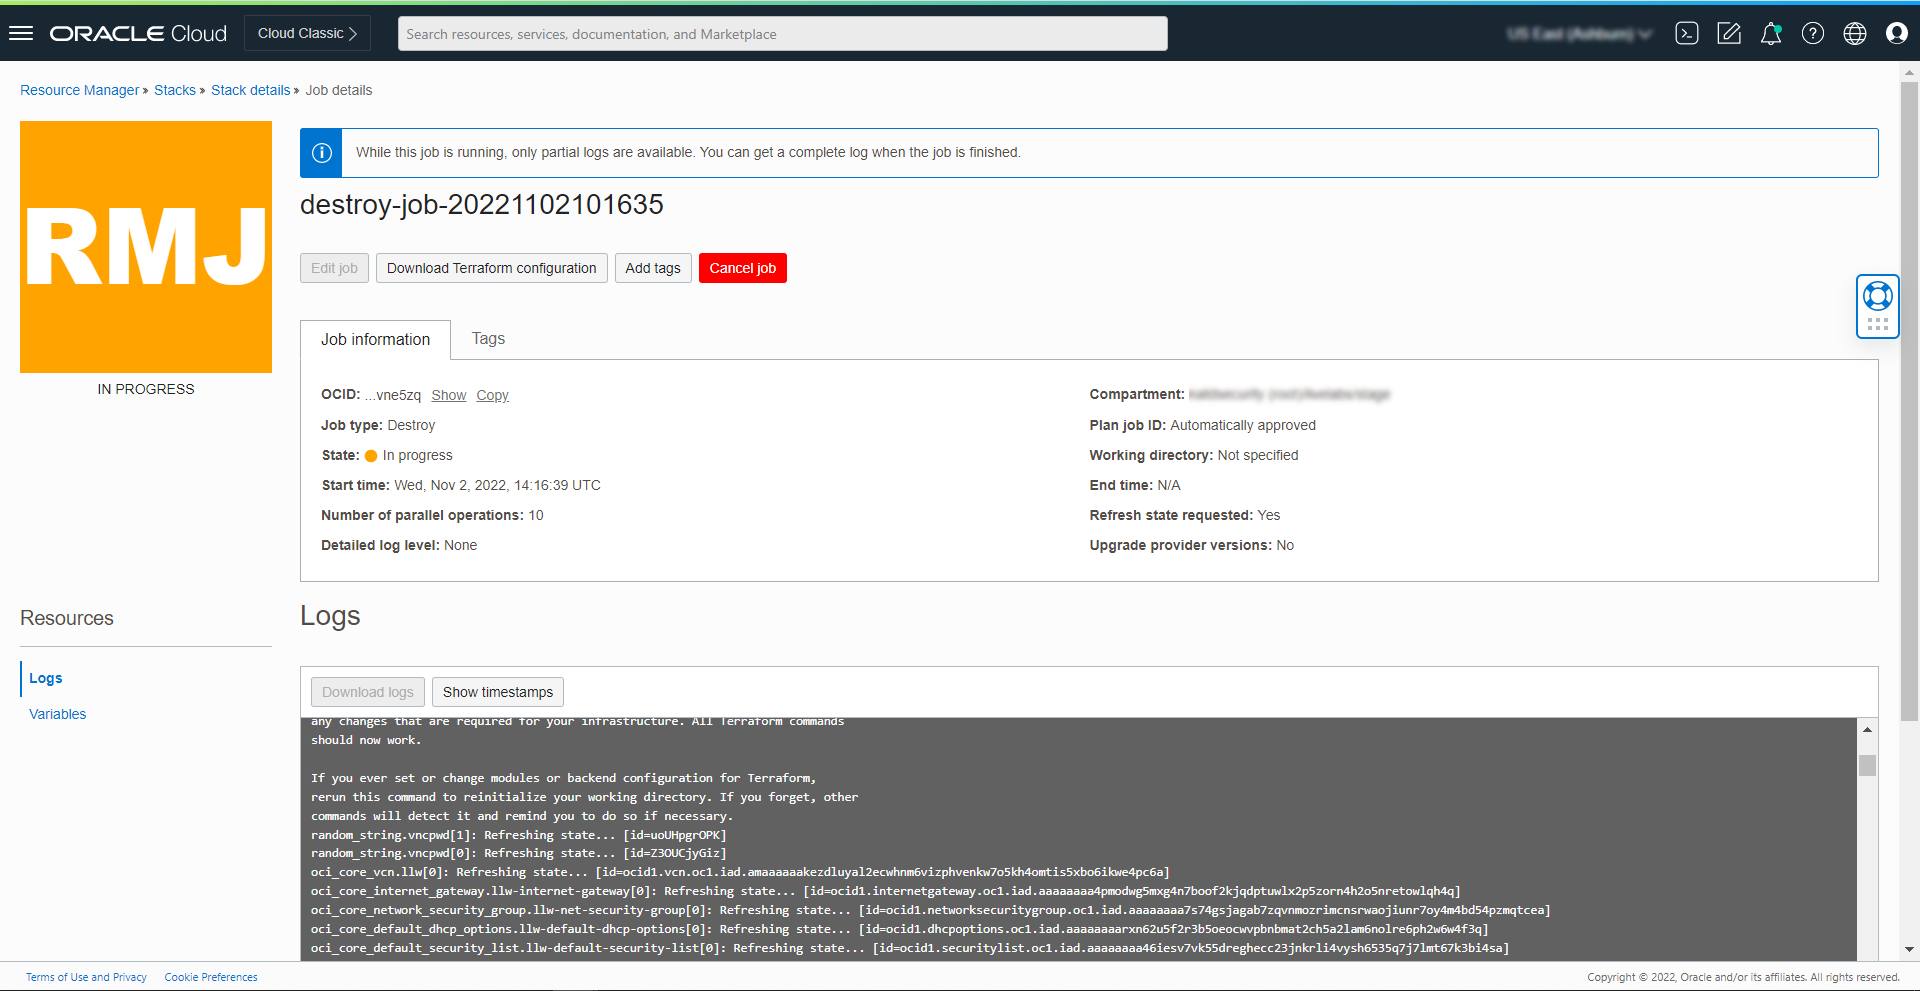 ORACLE Cloud
Cloud Classic
Search resources, services, documentation, and Marketplace
US East (Ashburn)
Resource Manager » Stacks » Stack details » Job details
RMJ
IN PROGRESS
While this job is running, only partial logs are available. You can get a complete log when the job is finished.
destroy-job-20221102101635
Edit job
Download Terraform configuration
Add tags
Cancel job
Job information
Tags
OCID: ...vne5zq Show Copy
Job type: Destroy
State: In progress
Start time: Wed, Nov 2, 2022, 14:16:39 UTC
Number of parallel operations: 10
Detailed log level: None
Compartment:
Plan job ID: Automatically approved
Working directory: Not specified
End time: N/A
Refresh state requested: Yes
Upgrade provider versions: No
Resources
Logs
Variables
Logs
Download logs
Show timestamps
any changes that are required for your infrastructure. All Terraform commands
should now work.
If you ever set or change modules or backend configuration for Terraform,
rerun this command to reinitialize your working directory. If you forget, other
commands will detect it and remind you to do so if necessary.
random_string.vncpwd[1]: Refreshing state... [id=uoUHpgrOPK]
random_string.vncpwd[0]: Refreshing state... [id=Z3OUCjyGiz]
oci_core_vcn.llw[0]: Refreshing state... [id=ocid1.vcn.oc1.iad.amaaaaaakezdluyal2ecwhnm6vizphvenkw7o5kh4omtis5xbo6ikwe4pc6a]
oci_core_internet_gateway.llw-internet-gateway[0]: Refreshing state... [id=ocid1.internetgateway.oc1.iad.aaaaaaaa4pmodwg5mxg4n7boof2kjqdptuwlx2p5zorn4h2o5nretowlqh4q]
oci_core_network_security_group.llw-net-security-group[0]: Refreshing state... [id=ocid1.networksecuritygroup.oc1.iad.aaaaaaaa7s74gsjagab7zqvnmozrimcnsrwaojiunr7oy4m4bd54pzmqtcea]
oci_core_default_dhcp_options.llw-default-dhcp-options[0]: Refreshing state... [id=ocid1.dhcpoptions.oc1.iad.aaaaaaaarxn62u5f2r3b5oeocwvpbnbmat2ch5a2lam6nolre6ph2w6w4f3q]
oci_core_default_security_list.llw-default-security-list[0]: Refreshing state... [id=ocid1.securitylist.oc1.iad.aaaaaaaa46iesv7vk55dreghecc23jnkrli4vysh6535q7j7lmt67k3bi4sa]
Terms of Use and Privacy
Cookie Preferences
Copyright © 2022, Oracle and/or its affiliates. All rights reserved.